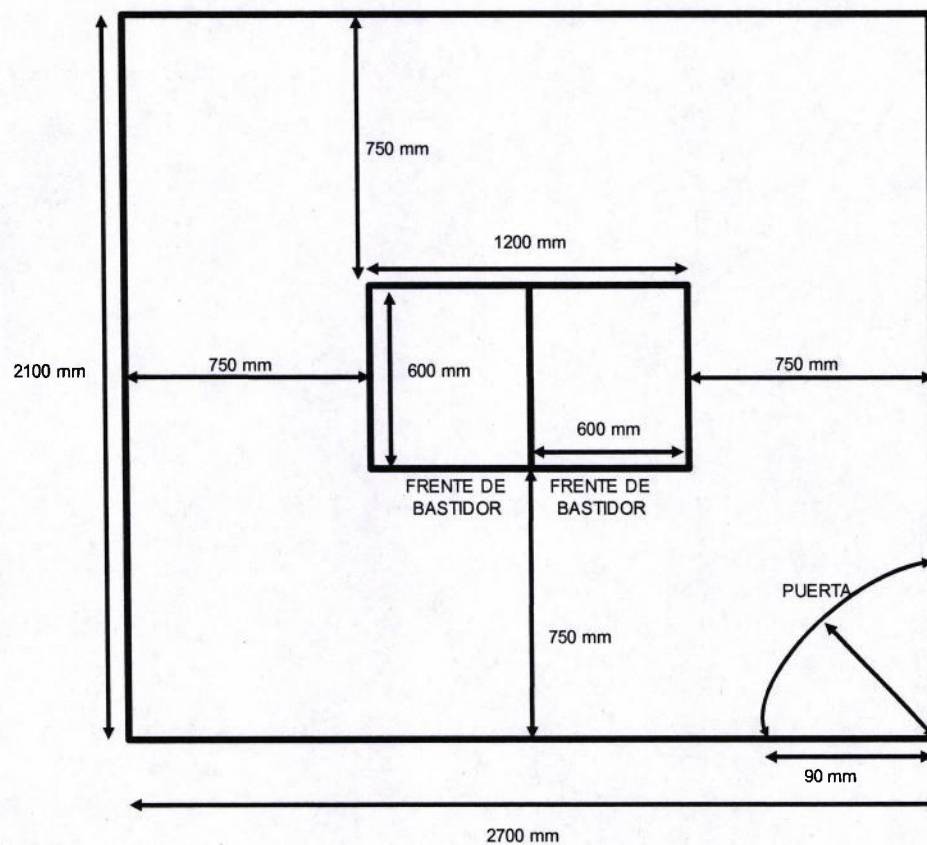 750 mm
1200 mm
2100 mm
750 mm
600 mm
750 mm
600 mm
FRENTE DE
BASTIDOR
FRENTE DE
BASTIDOR
PUERTA
750 mm
90 mm
2700 mm